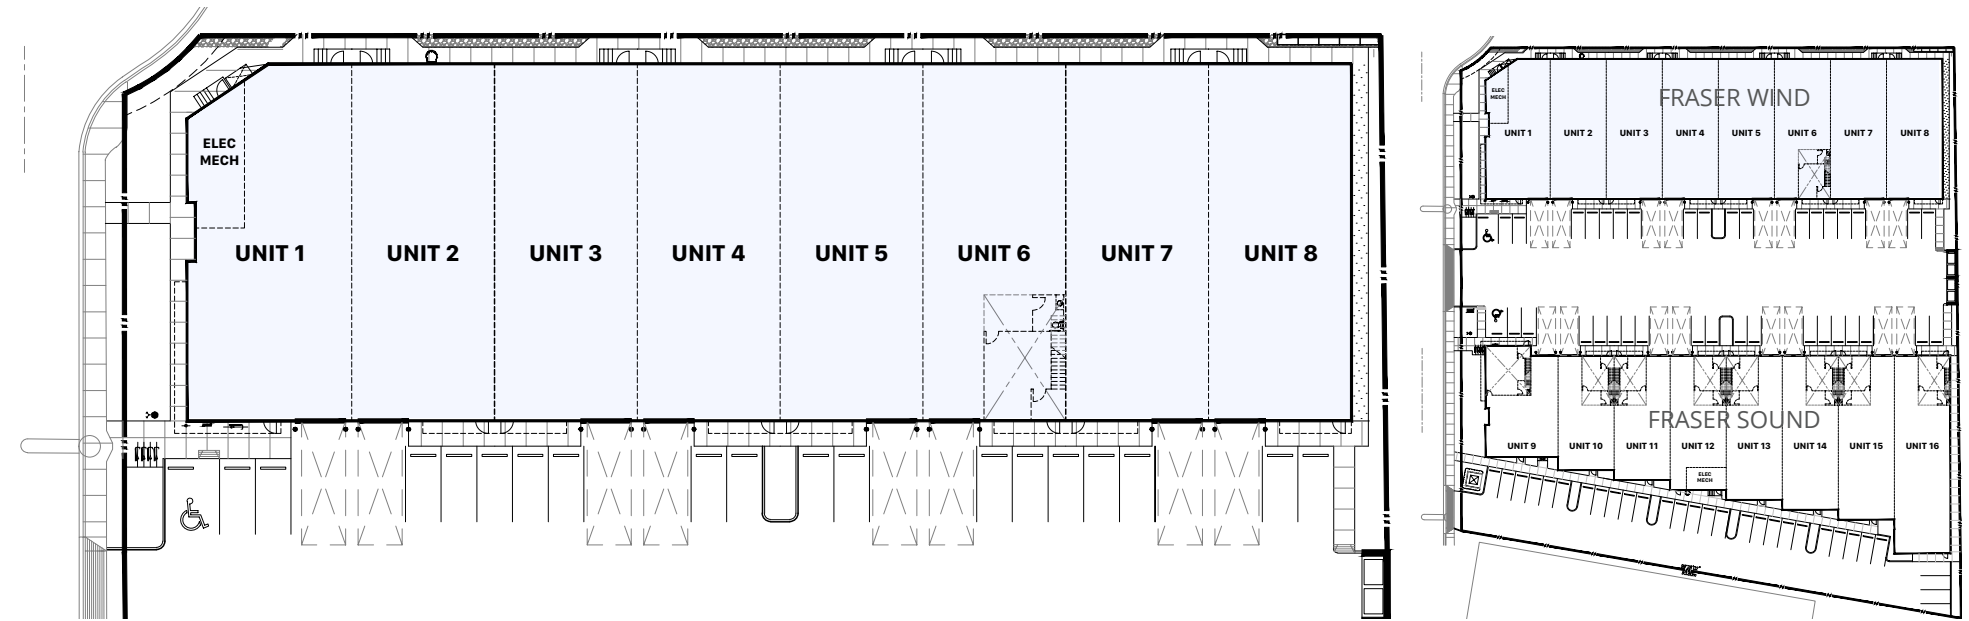 ELEC
MECH
UNIT 1
UNIT 2
UNIT 3
UNIT 4
UNIT 5
UNIT 6
UNIT 7
UNIT 8
ELEC
MECH
FRASER WIND
UNIT 1
UNIT 2
UNIT 3
UNIT 4
UNIT 5
UNIT 6
UNIT 7
UNIT 8
FRASER SOUND
UNIT 9
UNIT 10
UNIT 11
UNIT 12
UNIT 13
UNIT 14
UNIT 15
UNIT 16
ELEC
MECH